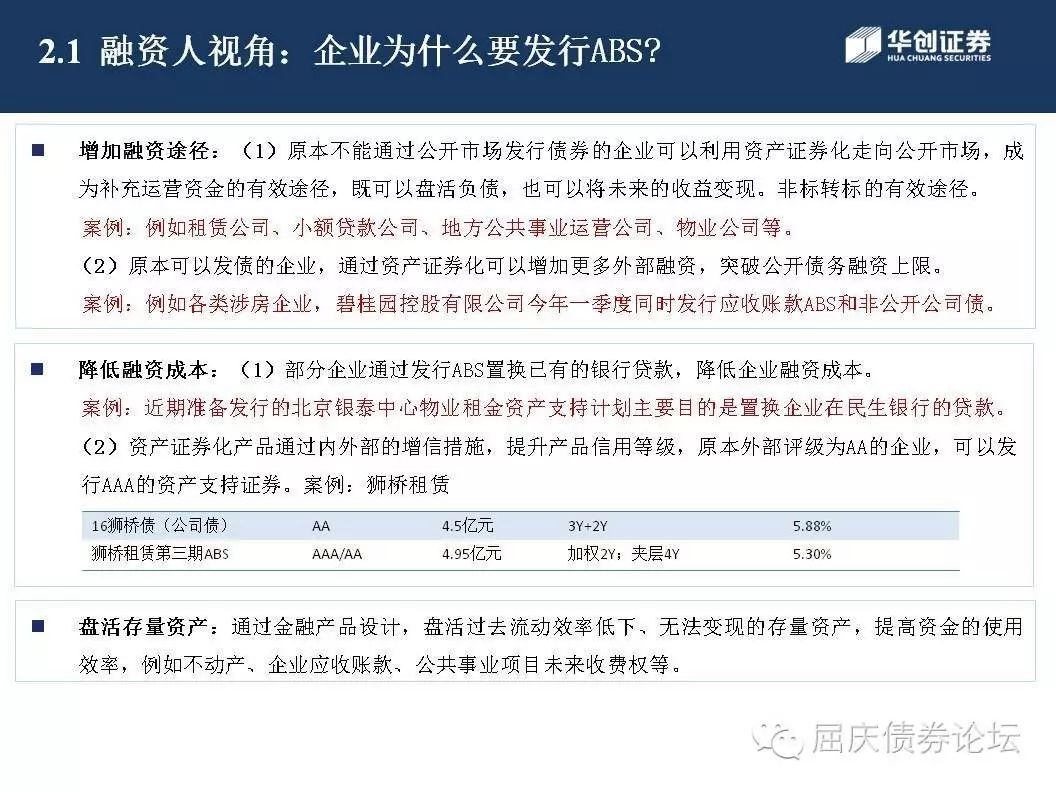 2.1 融资人视角：企业为什么要发行ABS?
华创证券
HUA CHUANG SECURITIES
■ 增加融资途径：（1）原本不能通过公开市场发行债券的企业可以利用资产证券化走向公开市场，成
为补充运营资金的有效途径，既可以盘活负债，也可以将未来的收益变现。非标转标的有效途径。
案例：例如租赁公司、小额贷款公司、地方公共事业运营公司、物业公司等。
（2）原本可以发债的企业，通过资产证券化可以增加更多外部融资，突破公开债务融资上限。
案例：例如各类涉房企业，碧桂园控股有限公司今年一季度同时发行应收账款ABS和非公开公司债。
■ 降低融资成本：（1）部分企业通过发行ABS置换已有的银行贷款，降低企业融资成本。
案例：近期准备发行的北京银泰中心物业租金资产支持计划主要目的是置换企业在民生银行的贷款。
（2）资产证券化产品通过内外部的增信措施，提升产品信用等级，原本外部评级为AA的企业，可以发
行AAA的资产支持证券。案例：狮桥租赁
16狮桥债（公司债） AA 4.5亿元 3Y+2Y 5.88%
狮桥租赁第三期ABS AAA/AA 4.95亿元 加权2Y；夹层4Y 5.30%
■ 盘活存量资产：通过金融产品设计，盘活过去流动效率低下、无法变现的存量资产，提高资金的使用
效率，例如不动产、企业应收账款、公共事业项目未来收费权等。
屈庆债券论坛